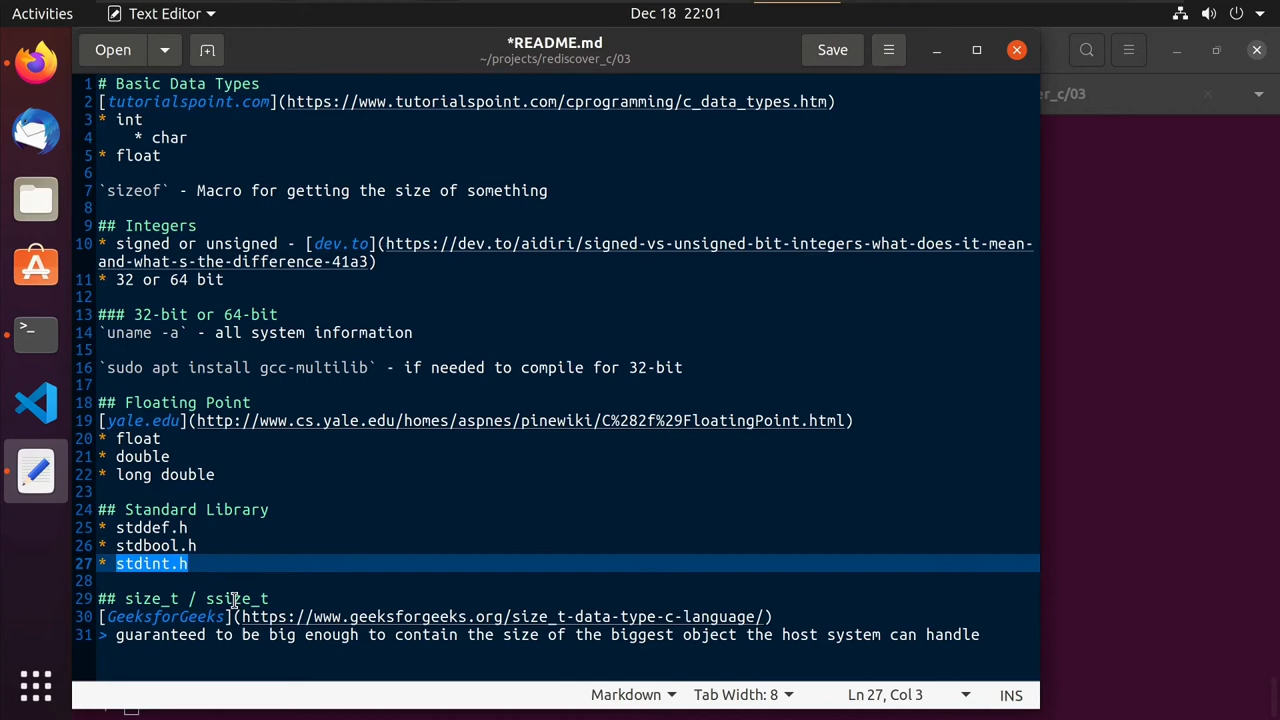 Activities
Text Editor
Dec 18 22:01
Open
*README.md
~/projects/rediscover_c/03
Save
er_c/03
1 # Basic Data Types
2 [tutorialspoint.com](https://www.tutorialspoint.com/cprogramming/c_data_types.htm)
3 * int
4     * char
5 * float
6
7 `sizeof` - Macro for getting the size of something
8
9 ## Integers
10 * signed or unsigned - [dev.to](https://dev.to/aidiri/signed-vs-unsigned-bit-integers-what-does-it-mean-
and-what-s-the-difference-41a3)
11 * 32 or 64 bit
12
13 ### 32-bit or 64-bit
14 `uname -a` - all system information
15
16 `sudo apt install gcc-multilib` - if needed to compile for 32-bit
17
18 ## Floating Point
19 [yale.edu](http://www.cs.yale.edu/homes/aspnes/pinewiki/C%282f%29FloatingPoint.html)
20 * float
21 * double
22 * long double
23
24 ## Standard Library
25 * stddef.h
26 * stdbool.h
27 * stdint.h
28
29 ## size_t / ssize_t
30 [GeeksforGeeks](https://www.geeksforgeeks.org/size_t-data-type-c-language/)
31 > guaranteed to be big enough to contain the size of the biggest object the host system can handle
Markdown
Tab Width: 8
Ln 27, Col 3
INS